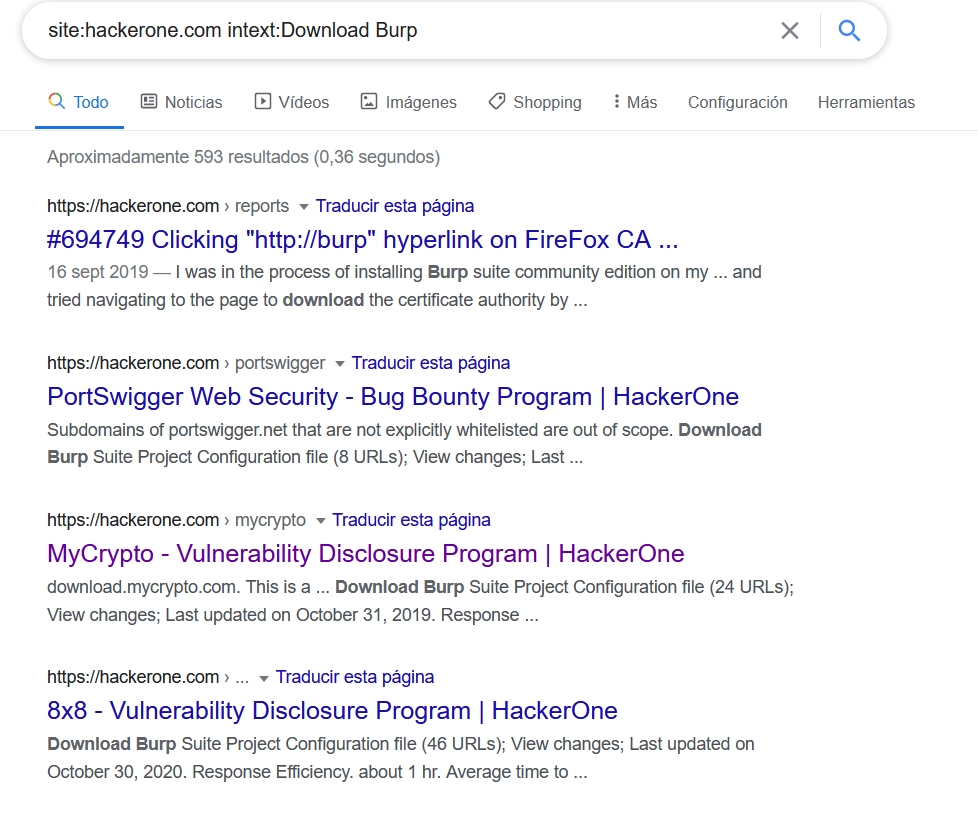 site:hackerone.com intext:Download Burp
Todo Noticias Vídeos Imágenes Shopping Más Configuración Herramientas
Aproximadamente 593 resultados (0,36 segundos)
https://hackerone.com › reports Traducir esta página
#694749 Clicking "http://burp" hyperlink on FireFox CA ...
16 sept 2019 — I was in the process of installing Burp suite community edition on my ... and
tried navigating to the page to download the certificate authority by ...
https://hackerone.com › portswigger Traducir esta página
PortSwigger Web Security - Bug Bounty Program | HackerOne
Subdomains of portswigger.net that are not explicitly whitelisted are out of scope. Download
Burp Suite Project Configuration file (8 URLs); View changes; Last ...
https://hackerone.com › mycrypto Traducir esta página
MyCrypto - Vulnerability Disclosure Program | HackerOne
download.mycrypto.com. This is a ... Download Burp Suite Project Configuration file (24 URLs);
View changes; Last updated on October 31, 2019. Response ...
https://hackerone.com › ... Traducir esta página
8x8 - Vulnerability Disclosure Program | HackerOne
Download Burp Suite Project Configuration file (46 URLs); View changes; Last updated on
October 30, 2020. Response Efficiency. about 1 hr. Average time to ...